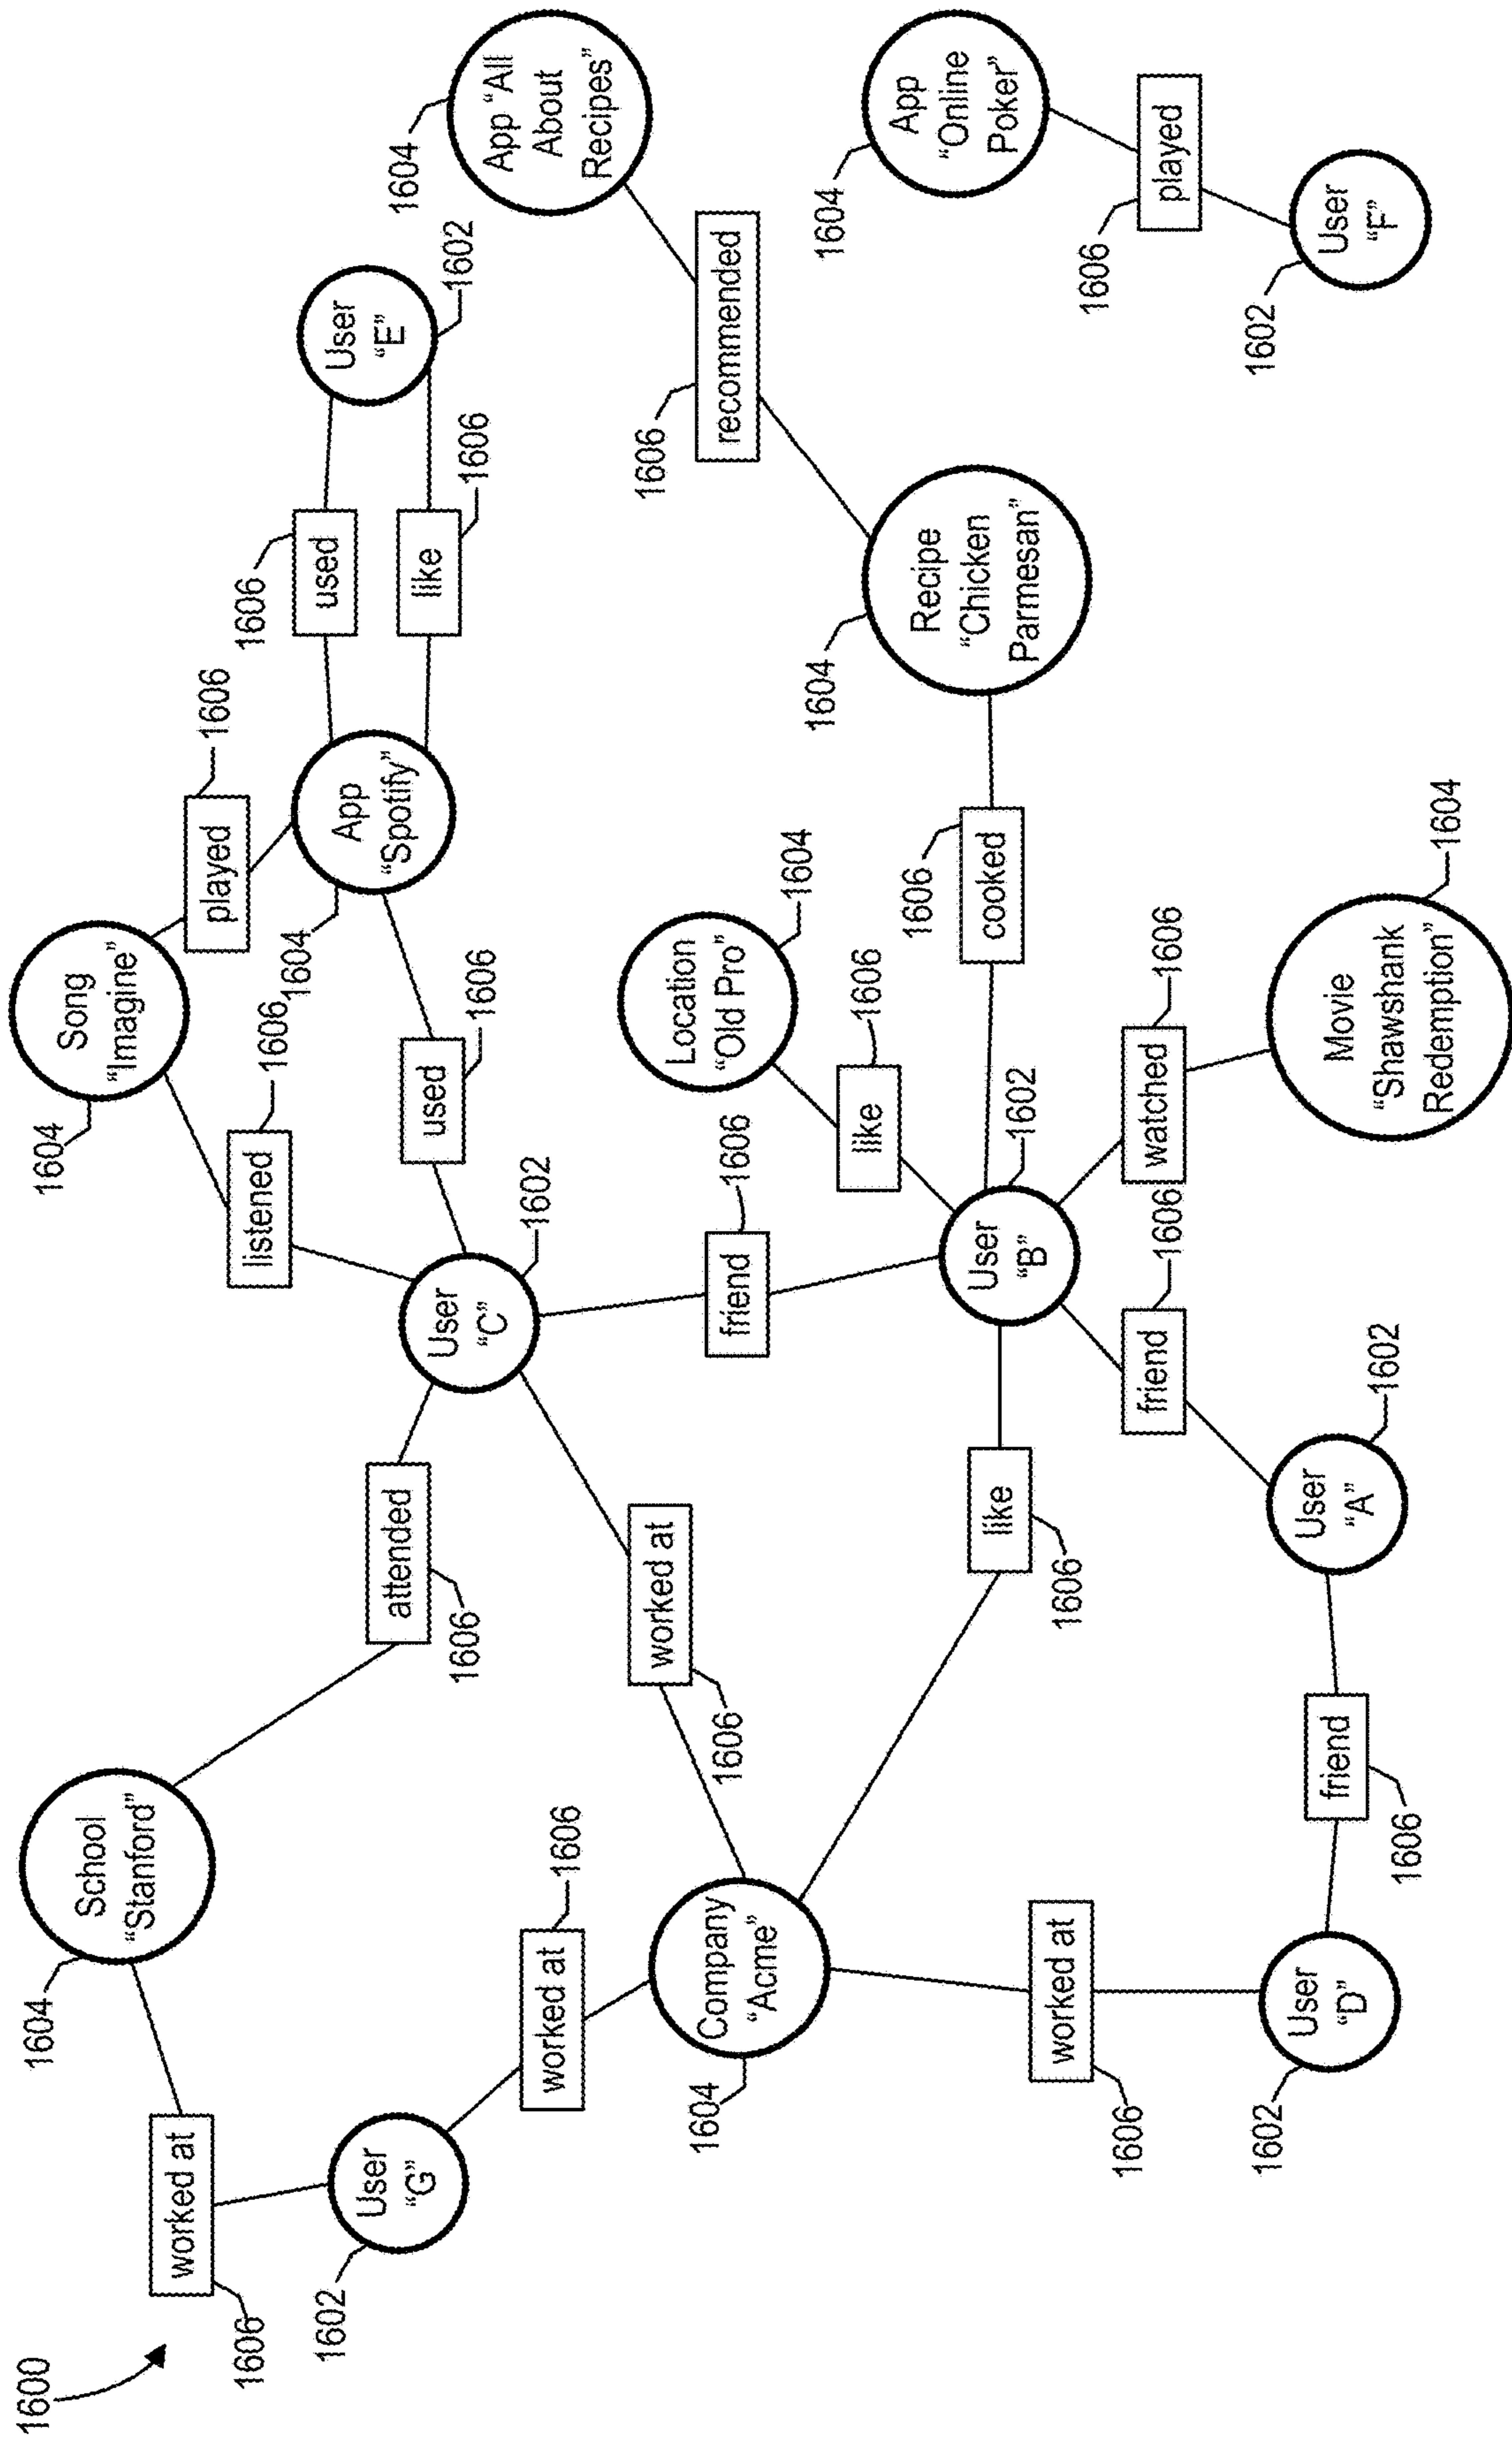 1600
1606
worked at
1604
School
“Stanford”
1604
Song
“Imagine”
1606
played
1606
listened
1606
1602
User
“G”
1606
attended
1606
User
“C”
1602
used
1606
1604
App
“Spotify”
1606
used
like
1606
User
“E”
1602
1604
App “All
About
Recipes”
worked at
1606
1606
worked at
1604
Company
“Acme”
friend
1606
Location
“Old Pro”
1604
1606
recommended
like
1606
1604
Recipe
“Chicken
Parmesan”
1606
cooked
1604
App
“Online
Poker”
like
1606
User
“B”
1602
1606
worked at
friend
1606
watched
1606
1606
played
1602
User
“D”
friend
1606
User
“A”
1602
Movie
“Shawshank
Redemption”
1604
1602
User
“F”